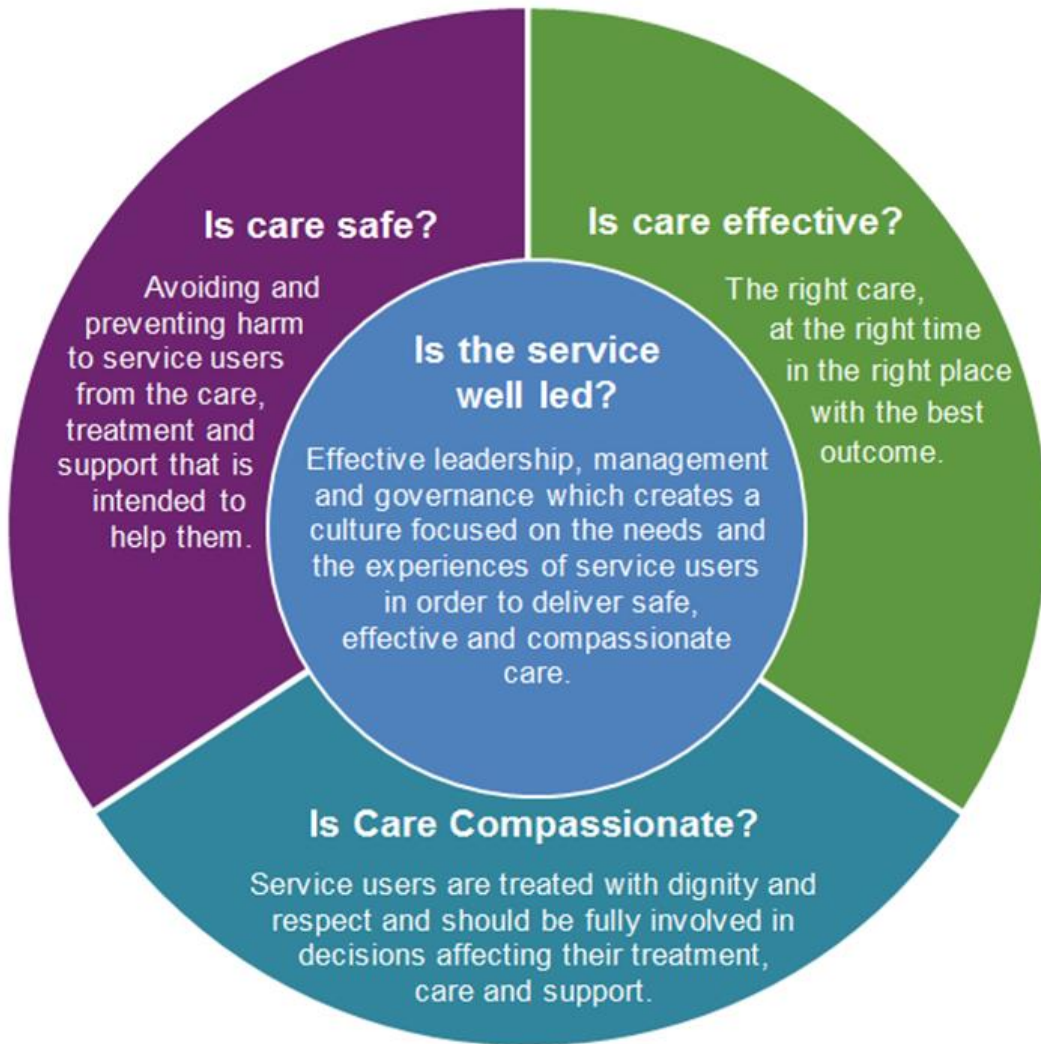 Is care safe?
Avoiding and
preventing harm
to service users
from the care,
treatment and
support that is
intended to
help them.
Is care effective?
The right care,
at the right time
in the right place
with the best
outcome.
Is the service
well led?
Effective leadership, management
and governance which creates a
culture focused on the needs and
the experiences of service users
in order to deliver safe,
effective and compassionate
care.
Is Care Compassionate?
Service users are treated with dignity and
respect and should be fully involved in
decisions affecting their treatment,
care and support.